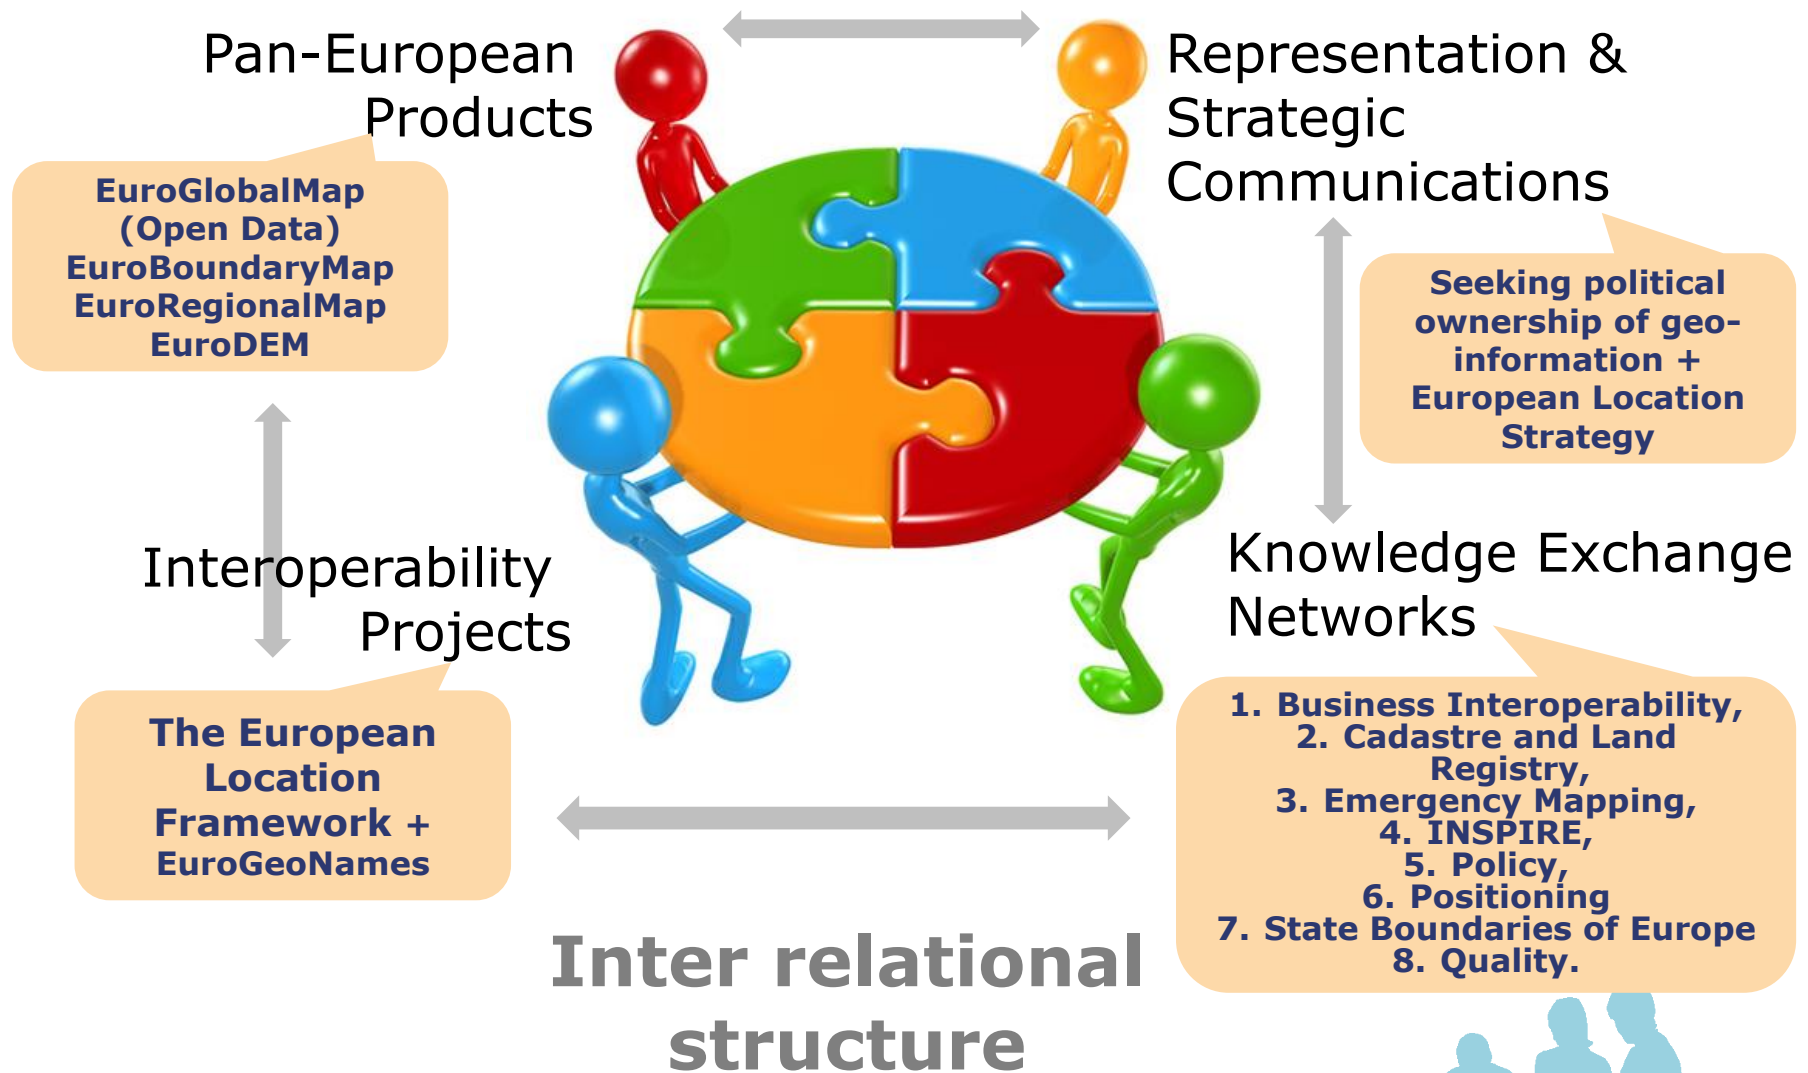 Pan-European
Products
EuroGlobalMap
(Open Data)
EuroBoundaryMap
EuroRegionalMap
EuroDEM
Representation &
Strategic
Communications
Seeking political
ownership of geo-
information +
European Location
Strategy
Interoperability
Projects
The European
Location
Framework +
EuroGeoNames
Knowledge Exchange
Networks
1. Business Interoperability,
2. Cadastre and Land
Registry,
3. Emergency Mapping,
4. INSPIRE,
5. Policy,
6. Positioning
7. State Boundaries of Europe
8. Quality.
Inter relational
structure